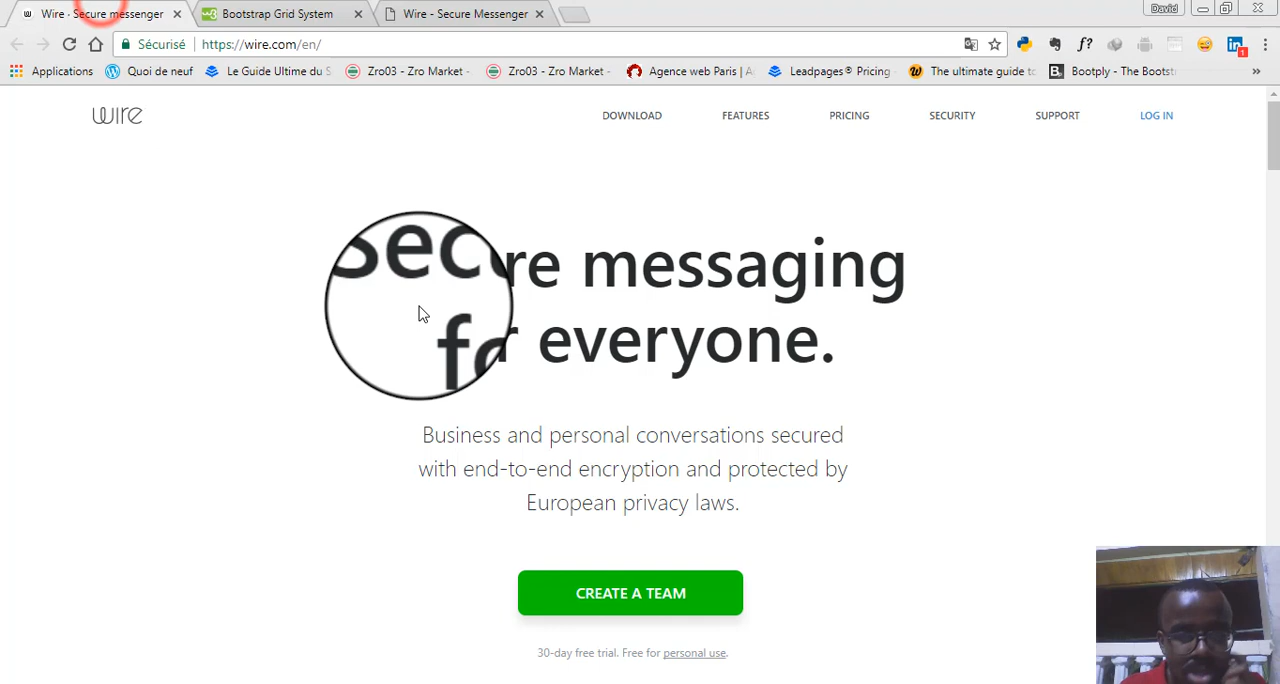 Wire - Secure messenger
Bootstrap Grid System
Wire - Secure Messenger
David
Sécurisé
https://wire.com/en/
f?
1
Applications
Quoi de neuf
Le Guide Ultime du S
Zro03 - Zro Market -
Zro03 - Zro Market -
Agence web Paris | A
Leadpages® Pricing
The ultimate guide to
Bootply - The Bootst
wire
DOWNLOAD
FEATURES
PRICING
SECURITY
SUPPORT
LOG IN
Secure messaging
for everyone.
Business and personal conversations secured
with end-to-end encryption and protected by
European privacy laws.
CREATE A TEAM
30-day free trial. Free for personal use.